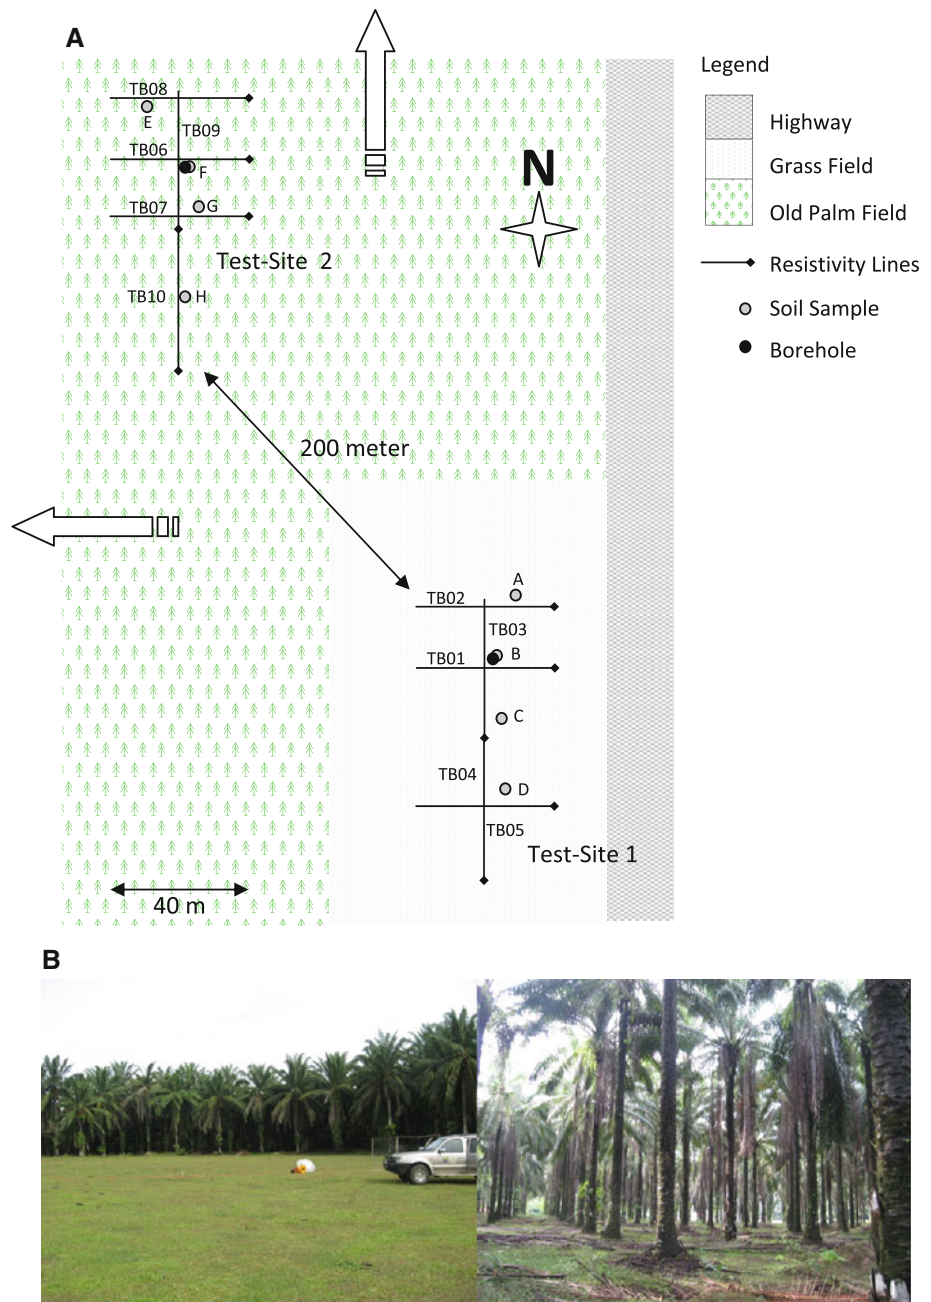 A
TB08
E
TB09
TB06
F
TB07
G
Test-Site 2
TB10
H
N
200 meter
A
TB02
TB03
TB01
B
C
TB04
D
TB05
Test-Site 1
40 m
Legend
Highway
Grass Field
Old Palm Field
Resistivity Lines
Soil Sample
Borehole
B